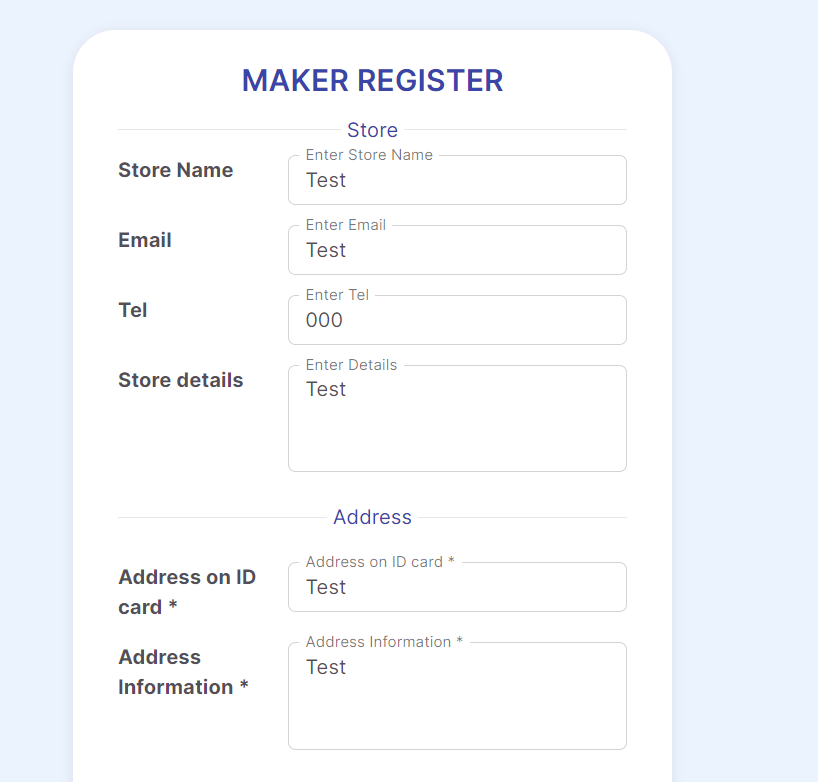 MAKER REGISTER
Store
Store Name
Enter Store Name
Test
Email
Enter Email
Test
Tel
Enter Tel
000
Store details
Enter Details
Test
Address
Address on ID
card *
Address on ID card *
Test
Address
Information *
Address Information *
Test